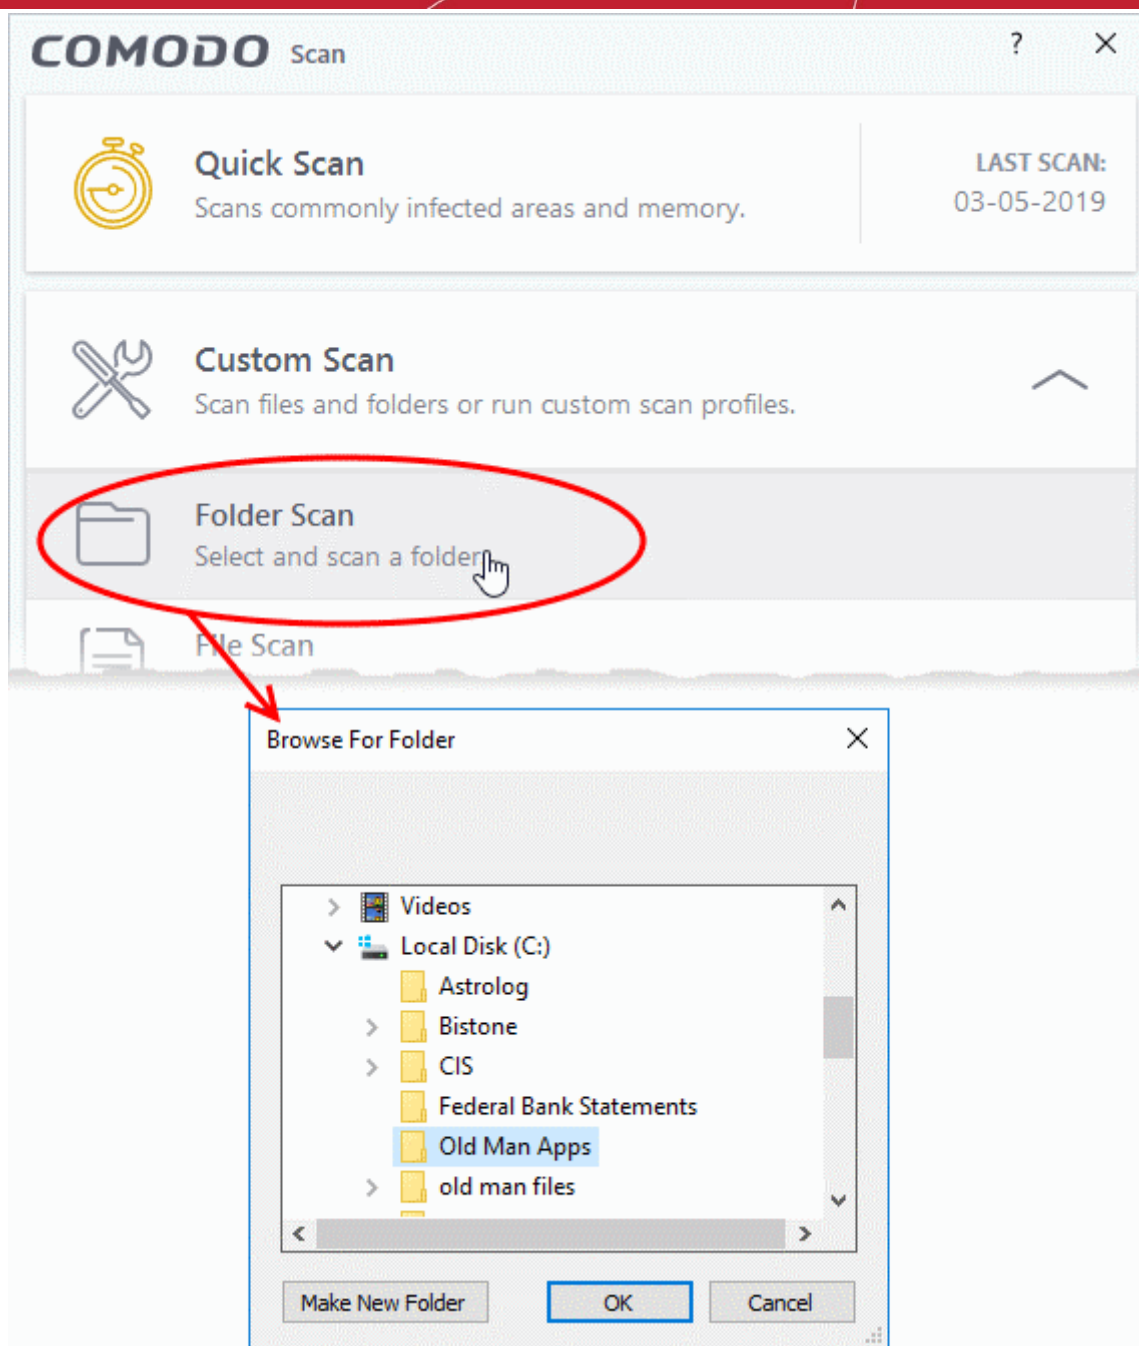 COMODO Scan ?
Quick Scan
Scans commonly infected areas and memory.
LAST SCAN:
03-05-2019
Custom Scan
Scan files and folders or run custom scan profiles.
Folder Scan
Select and scan a folder
File Scan
Browse For Folder
Videos
Local Disk (C:)
Astrolog
Bistone
CIS
Federal Bank Statements
Old Man Apps
old man files
Make New Folder OK Cancel